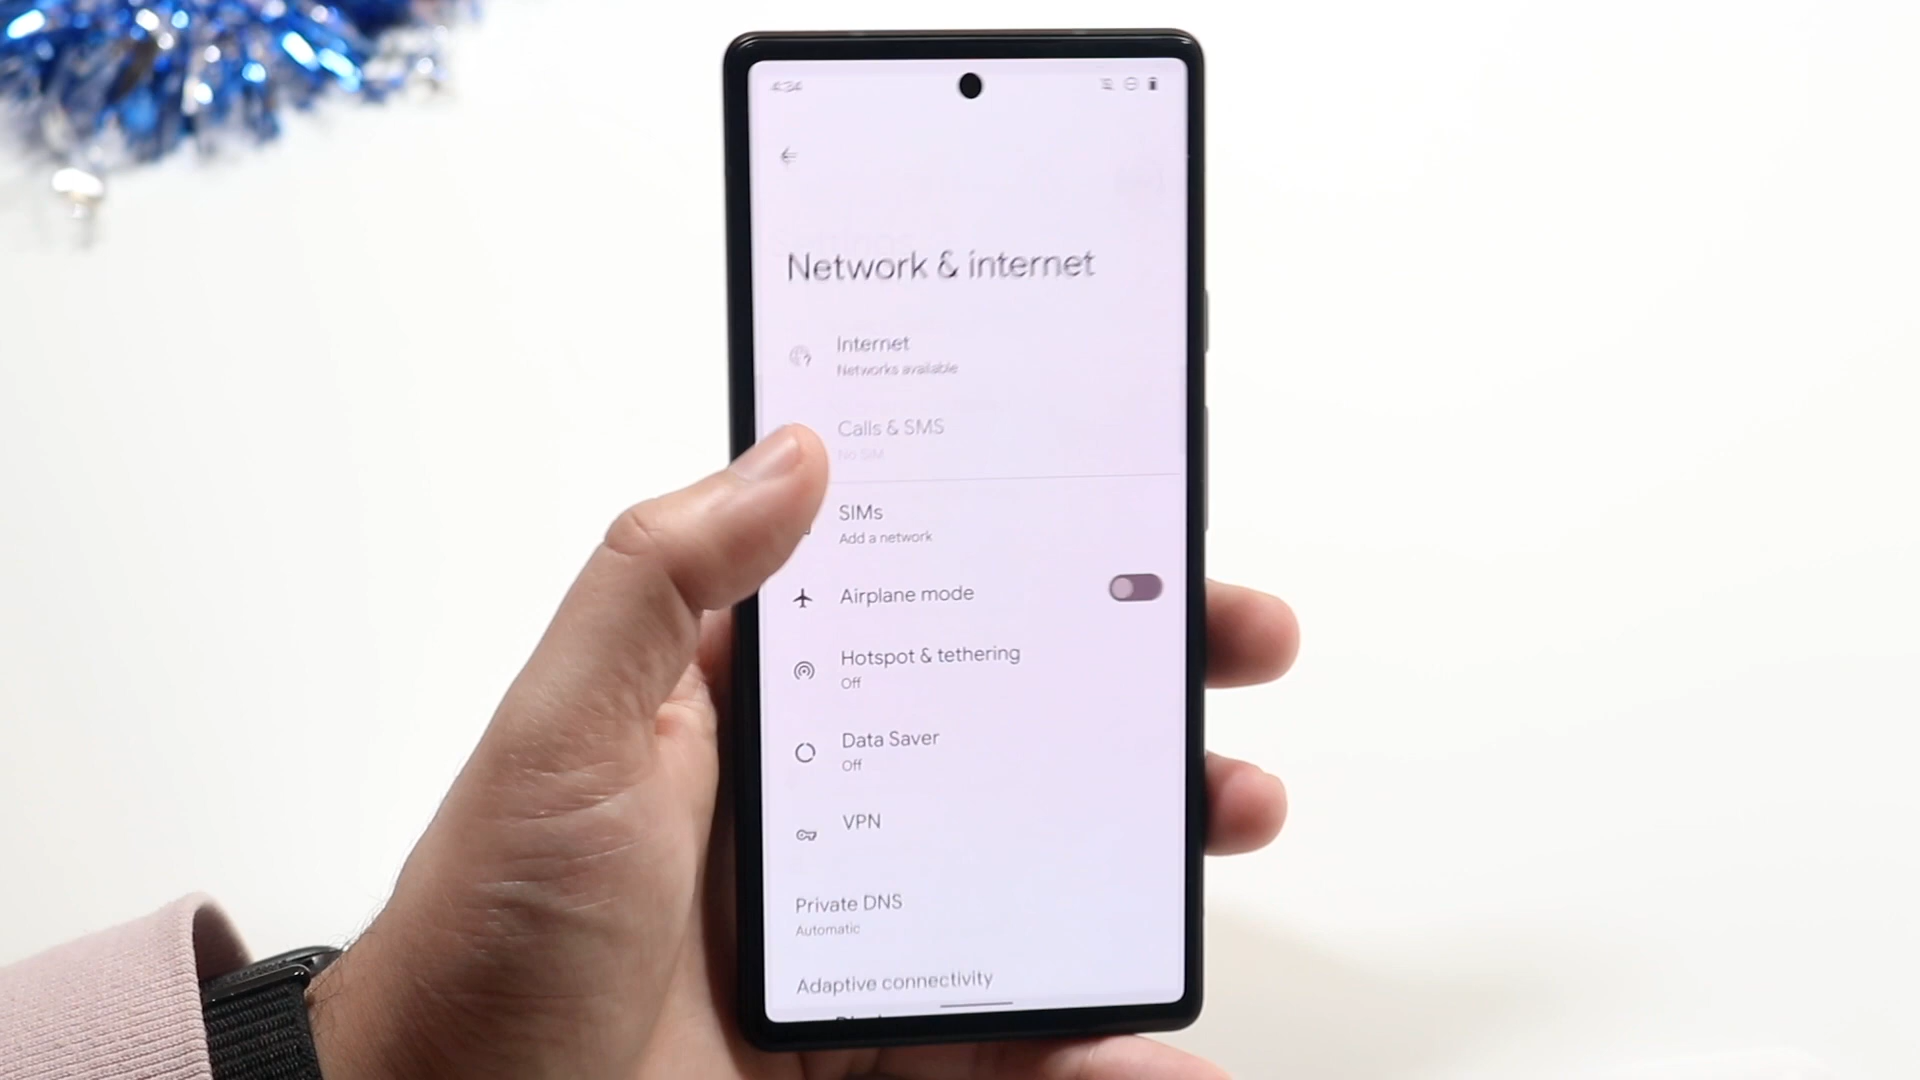 4:34
Network & internet
Internet
Networks available
Calls & SMS
No SIM
SIMs
Add a network
Airplane mode
Hotspot & tethering
Off
Data Saver
Off
VPN
Private DNS
Automatic
Adaptive connectivity